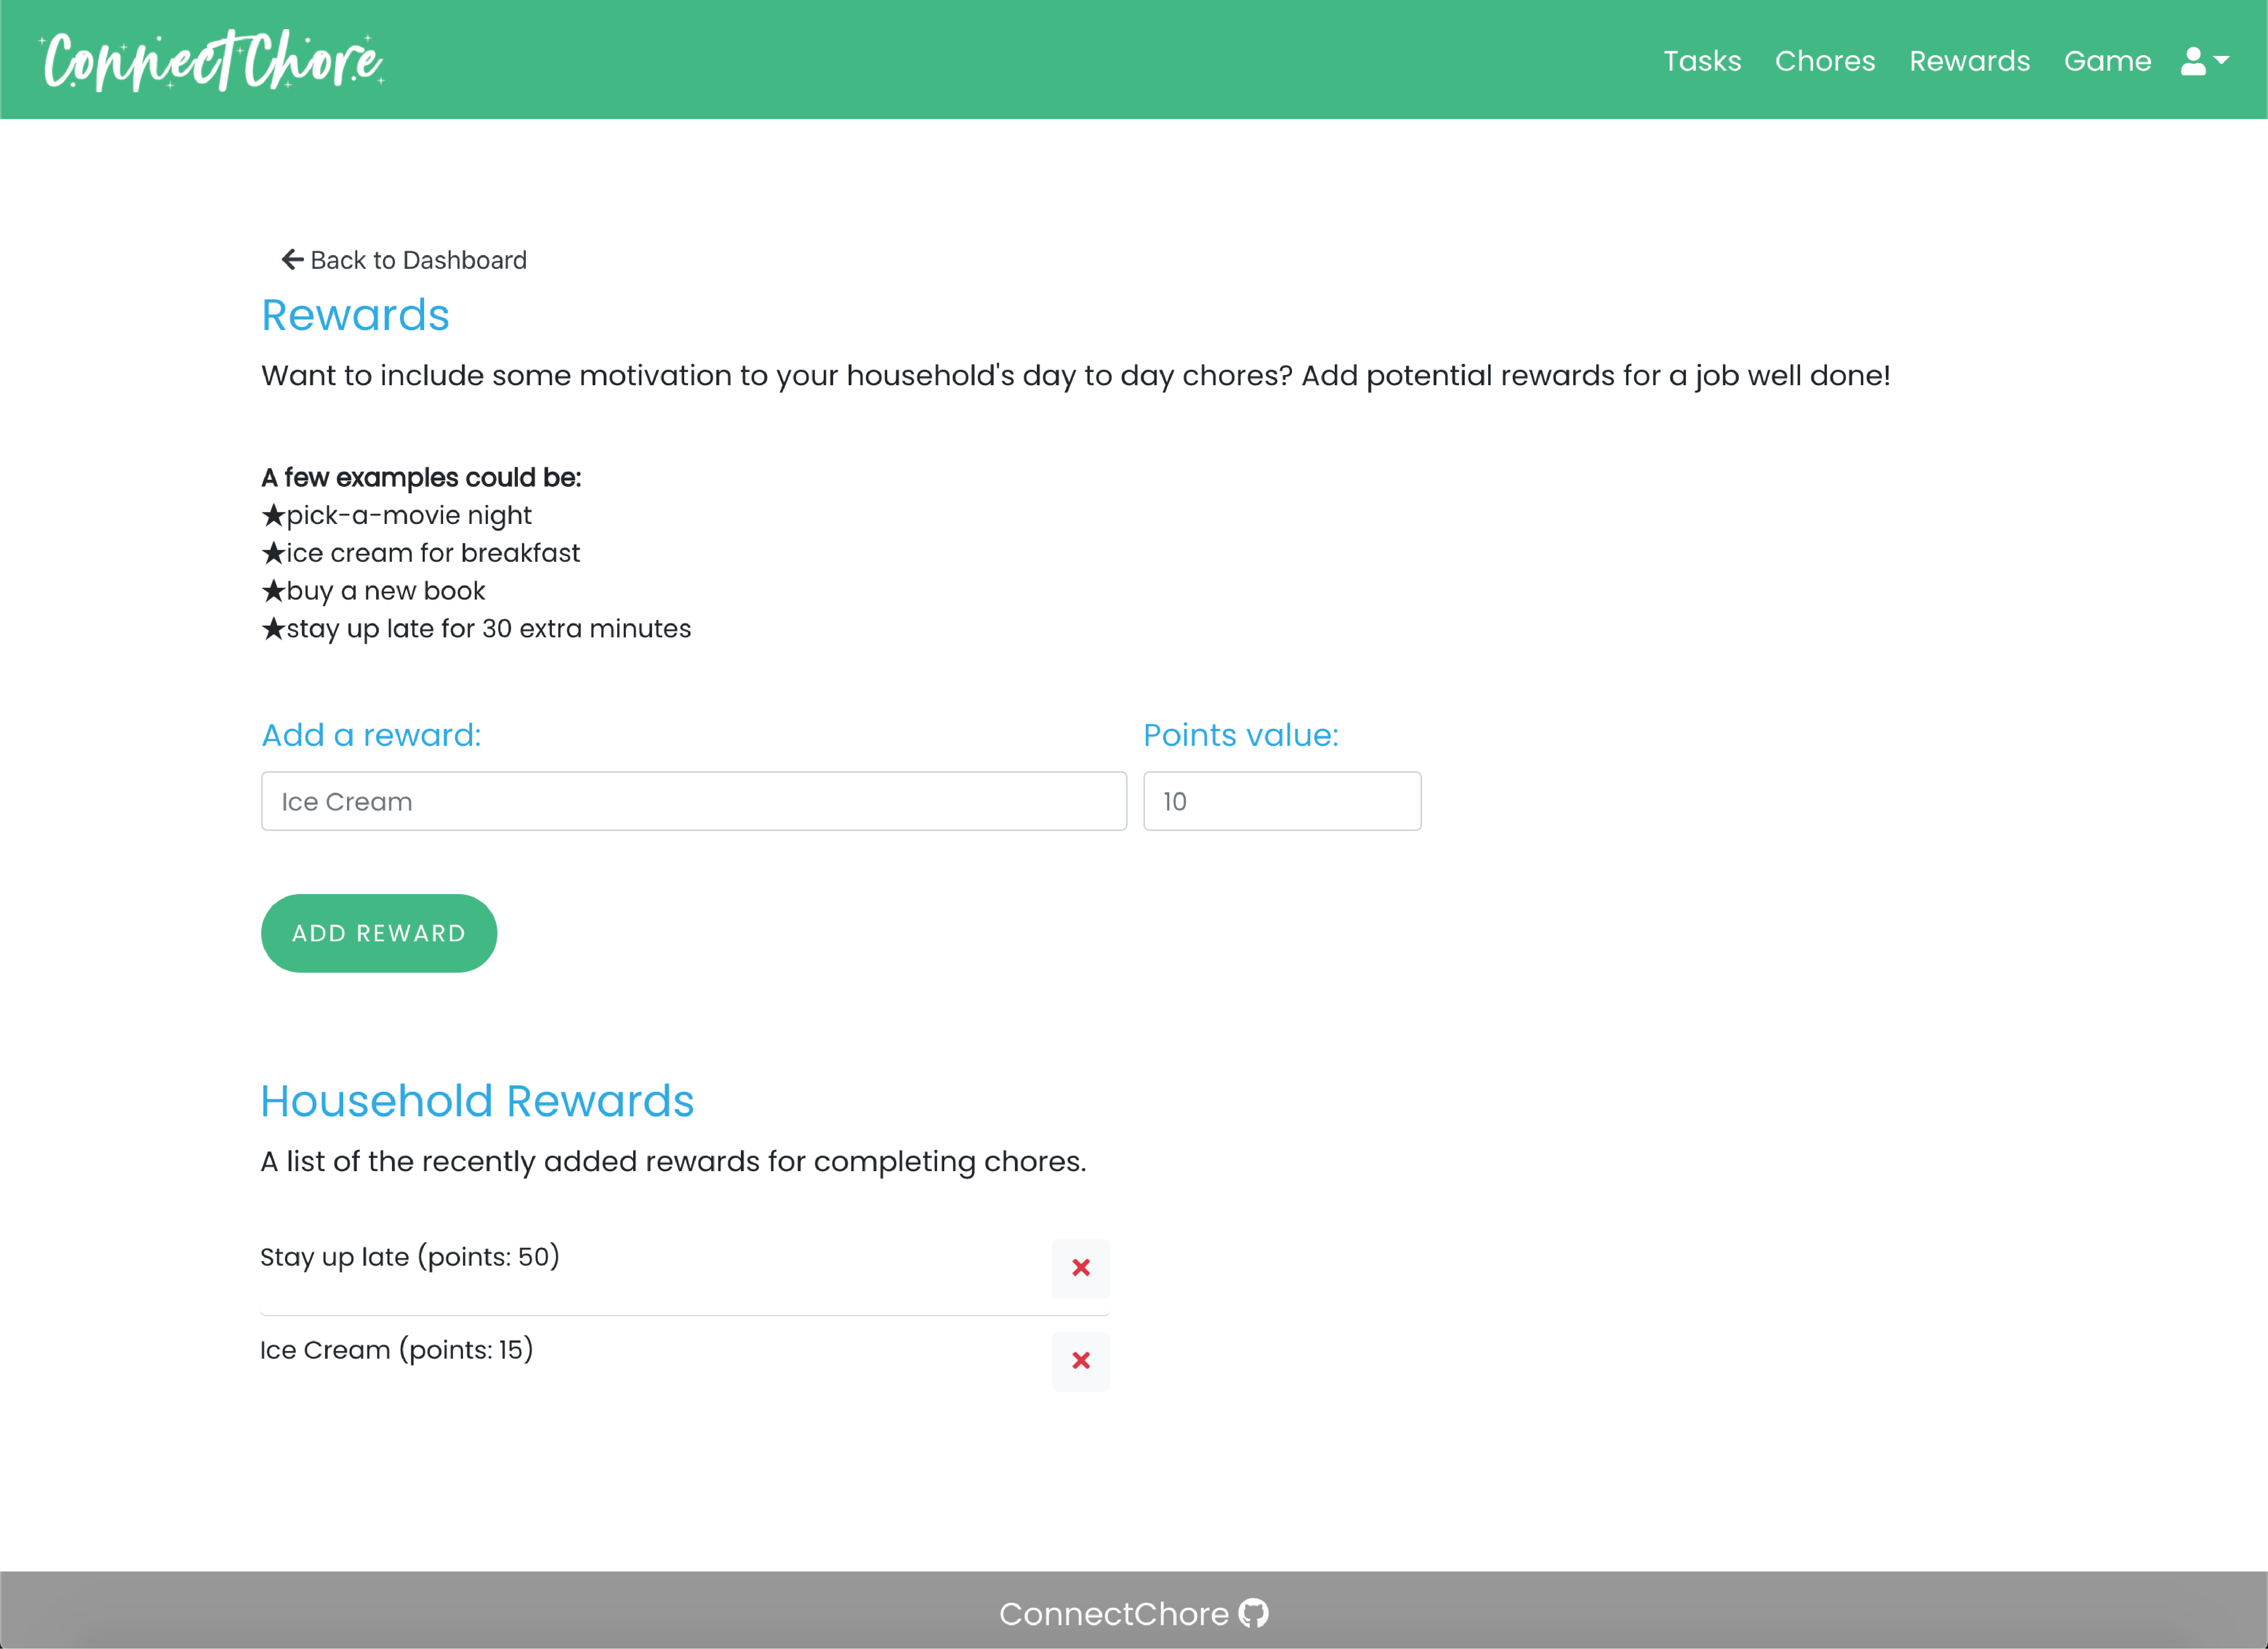 ConnectChore
Tasks Chores Rewards Game
Back to Dashboard
Rewards
Want to include some motivation to your household's day to day chores? Add potential rewards for a job well done!
A few examples could be:
★pick-a-movie night
★ice cream for breakfast
★buy a new book
★stay up late for 30 extra minutes
Add a reward: Points value:
Ice Cream 10
ADD REWARD
Household Rewards
A list of the recently added rewards for completing chores.
Stay up late (points: 50)
Ice Cream (points: 15)
ConnectChore